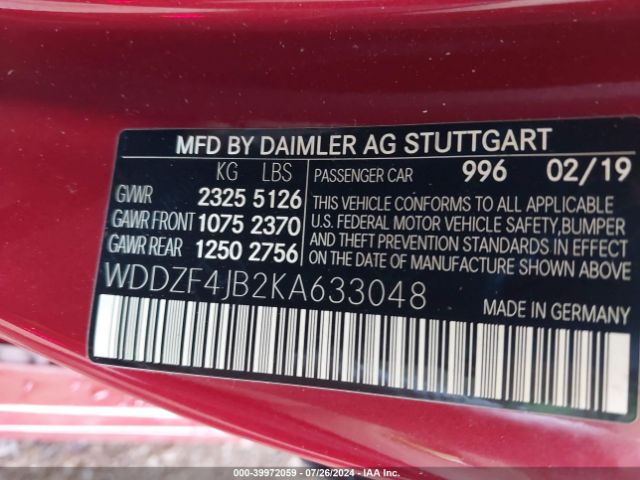 MFD BY DAIMLER AG STUTTGART
KG LBS
GVWR 2325 5126
GAWR FRONT 1075 2370
GAWR REAR 1250 2756
PASSENGER CAR 996 02/19
THIS VEHICLE CONFORMS TO ALL APPLICABLE
U.S. FEDERAL MOTOR VEHICLE SAFETY, BUMPER
AND THEFT PREVENTION STANDARDS IN EFFECT
ON THE DATE OF MANUFACTURE SHOWN ABOVE.
WDDZF4JB2KA633048
MADE IN GERMANY
000-39972059 - 07/26/2024 - IAA Inc.